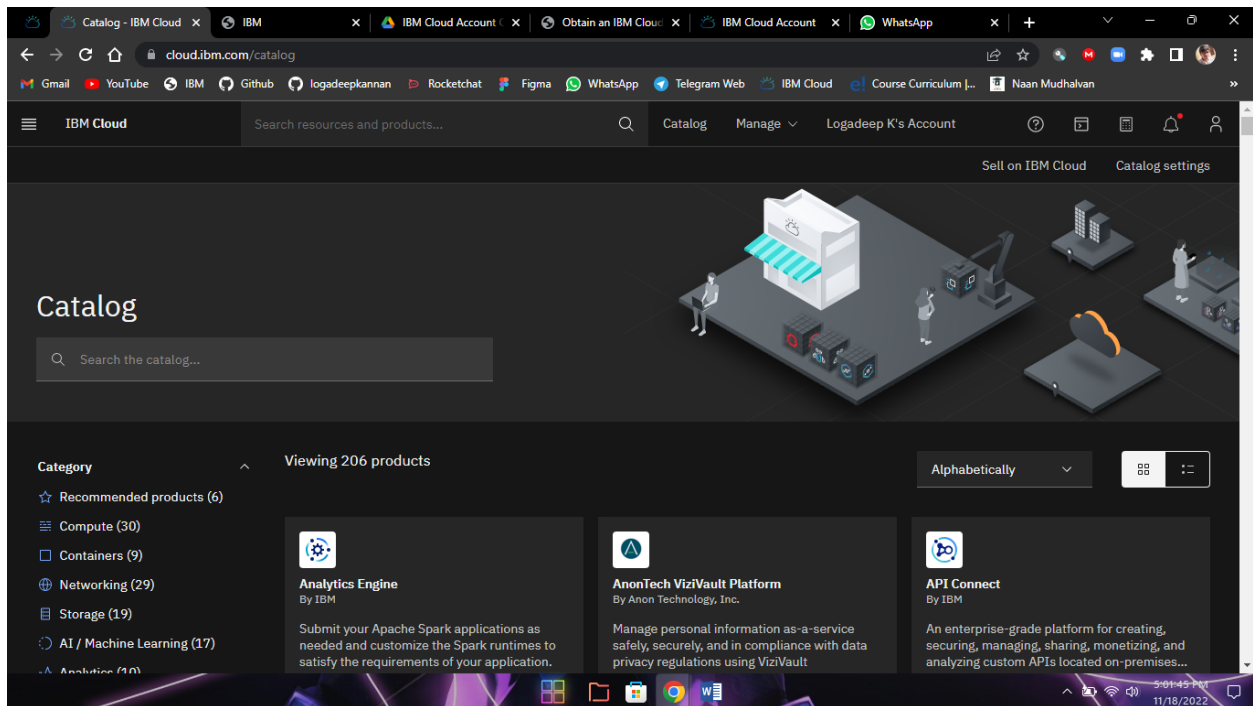 Catalog - IBM Cloud
IBM
IBM Cloud Account
Obtain an IBM Clou
IBM Cloud Account
WhatsApp
cloud.ibm.com/catalog
Gmail
YouTube
IBM
Github
logadeepkannan
Rocketchat
Figma
WhatsApp
Telegram Web
IBM Cloud
Course Curriculum |...
Naan Mudhalvan
IBM Cloud
Search resources and products...
Catalog
Manage
Logadeep K's Account
Sell on IBM Cloud
Catalog settings
Catalog
Search the catalog...
Category
Recommended products (6)
Compute (30)
Containers (9)
Networking (29)
Storage (19)
AI / Machine Learning (17)
Analytics (10)
Viewing 206 products
Alphabetically
Analytics Engine
By IBM
Submit your Apache Spark applications as
needed and customize the Spark runtimes to
satisfy the requirements of your application.
AnonTech ViziVault Platform
By Anon Technology, Inc.
Manage personal information as-a-service
safely, securely, and in compliance with data
privacy regulations using ViziVault
API Connect
By IBM
An enterprise-grade platform for creating,
securing, managing, sharing, monetizing, and
analyzing custom APIs located on-premises...
5:01:45 PM
11/18/2022